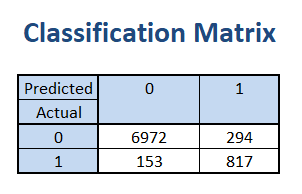 Classification Matrix
Predicted 0 1
Actual
0 6972 294
1 153 817